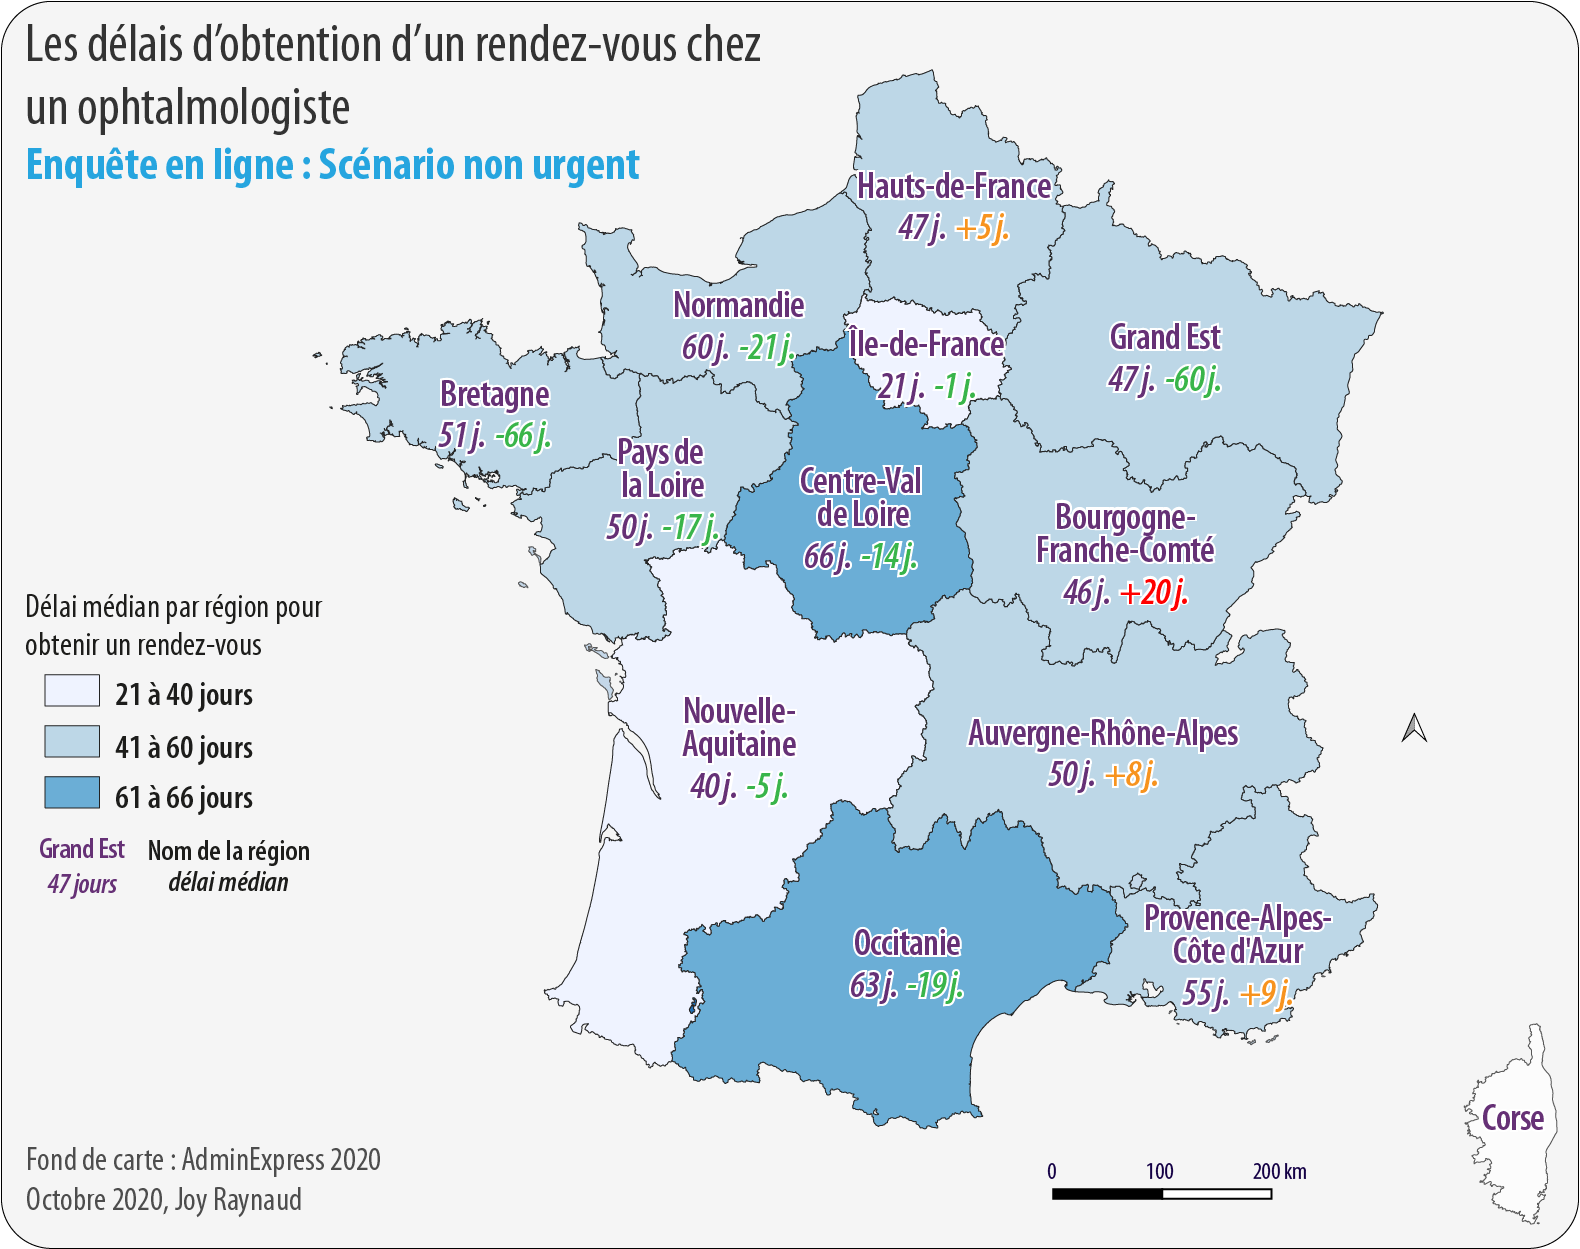 Les délais d’obtention d’un rendez-vous chez
un ophtalmologiste
Enquête en ligne : Scénario non urgent
Hauts-de-France
47 j. +5 j.
Normandie
60 j. -21 j.
Île-de-France
21 j. -1 j.
Grand Est
47 j. -60 j.
Bretagne
51 j. -66 j.
Pays de
la Loire
50 j. -17 j.
Centre-Val
de Loire
66 j. -14 j.
Bourgogne-
Franche-Comté
46 j. +20 j.
Nouvelle-
Aquitaine
40 j. -5 j.
Auvergne-Rhône-Alpes
50 j. +8 j.
Occitanie
63 j. -19 j.
Provence-Alpes-
Côte d'Azur
55 j. +9 j.
Corse
Délai médian par région pour
obtenir un rendez-vous
21 à 40 jours
41 à 60 jours
61 à 66 jours
Grand Est Nom de la région
47 jours délai médian
Fond de carte : AdminExpress 2020
Octobre 2020, Joy Raynaud
0 100 200 km